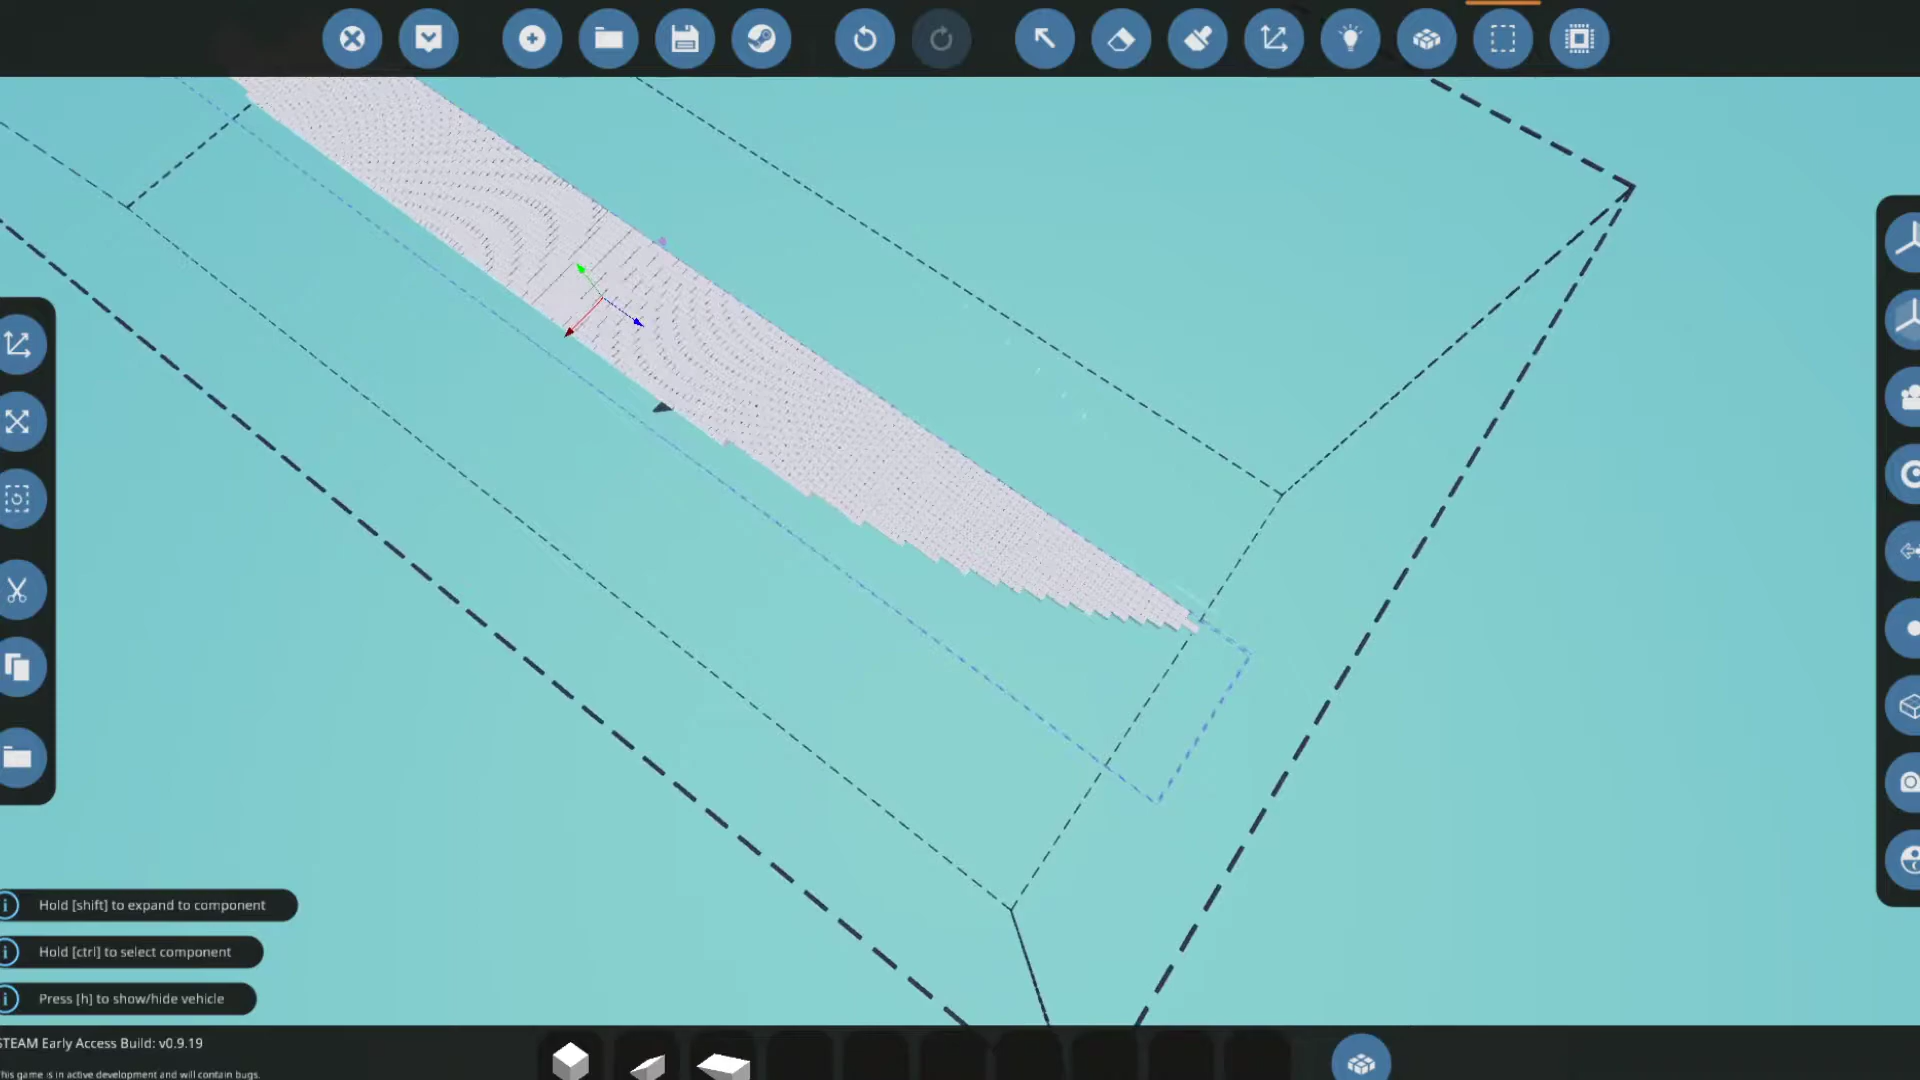 Hold [shift] to expand to component
Hold [ctrl] to select component
Press [h] to show/hide vehicle
STEAM Early Access Build: v0.9.19
This game is in active development and will contain bugs.